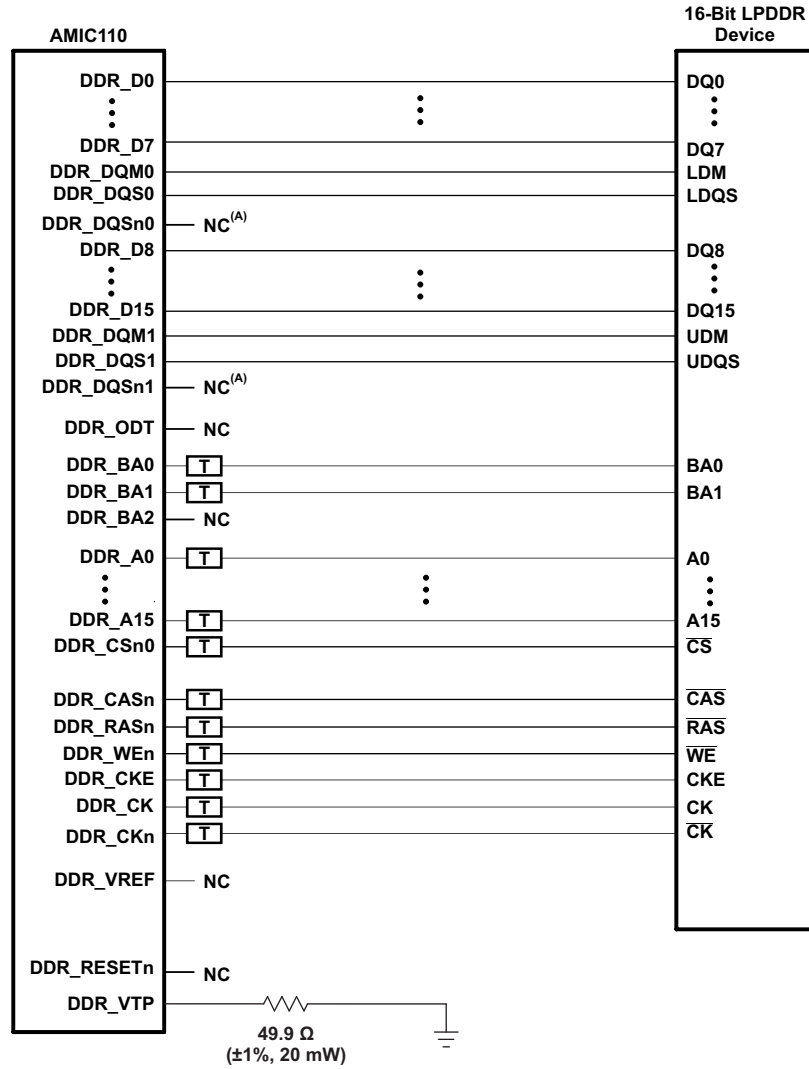 16-Bit LPDDR
Device
AMIC110
DDR_D0
DQ0
DDR_D7
DQ7
DDR_DQM0
LDM
DDR_DQS0
LDQS
DDR_DQSn0
NC(A)
DDR_D8
DQ8
DDR_D15
DQ15
DDR_DQM1
UDM
DDR_DQS1
UDQS
DDR_DQSn1
NC(A)
DDR_ODT
NC
DDR_BA0
T
BA0
DDR_BA1
T
BA1
DDR_BA2
NC
DDR_A0
T
A0
DDR_A15
T
A15
DDR_CSn0
T
CS
DDR_CASn
T
CAS
DDR_RASn
T
RAS
DDR_WEn
T
WE
DDR_CKE
T
CKE
DDR_CK
T
CK
DDR_CKn
T
CK
DDR_VREF
NC
DDR_RESETn
NC
DDR_VTP
49.9 Ω
(±1%, 20 mW)